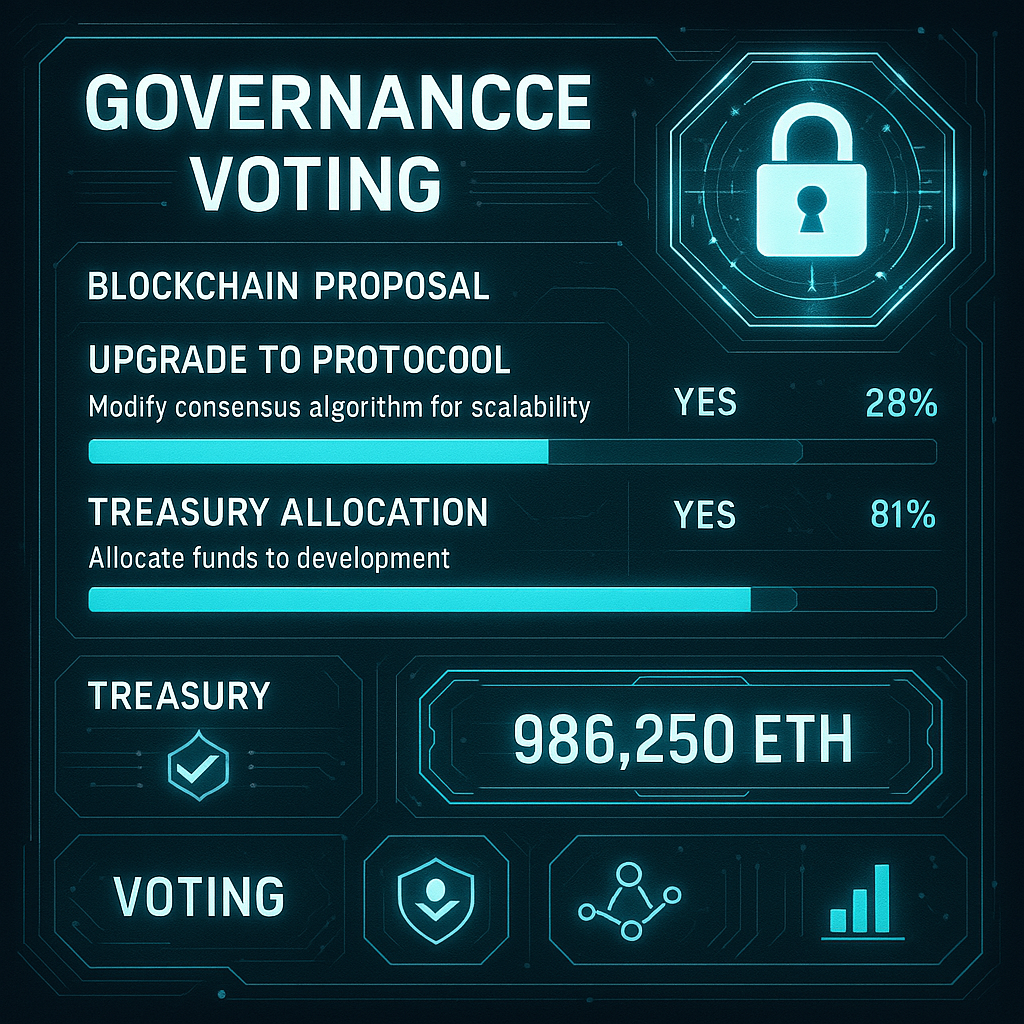 GOVERNANCCE
VOTING
BLOCKCHAIN PROPOSAL
UPGRADE TO PROTOCOOL
Modify consensus algorithm for scalability
YES 28%
TREASURY ALLOCATION
Allocate funds to development
YES 81%
TREASURY
986,250 ETH
VOTING